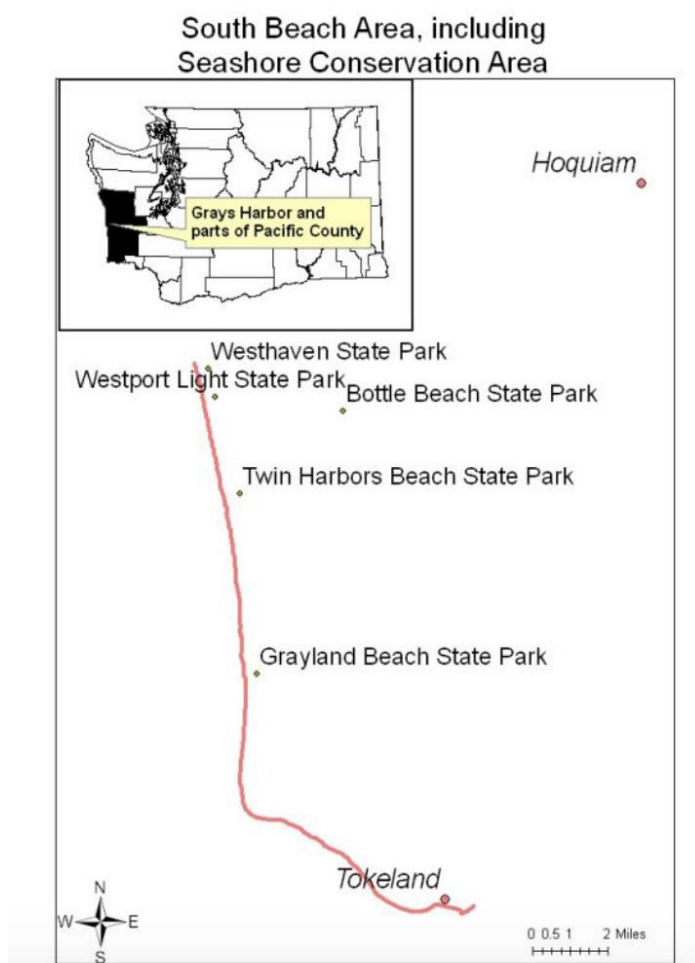 South Beach Area, including
Seashore Conservation Area
Hoquiam
Grays Harbor and
parts of Pacific County
Westhaven State Park
Westport Light State Park
Bottle Beach State Park
Twin Harbors Beach State Park
Grayland Beach State Park
Tokeland
N
W E
S
0 0.5 1 2 Miles